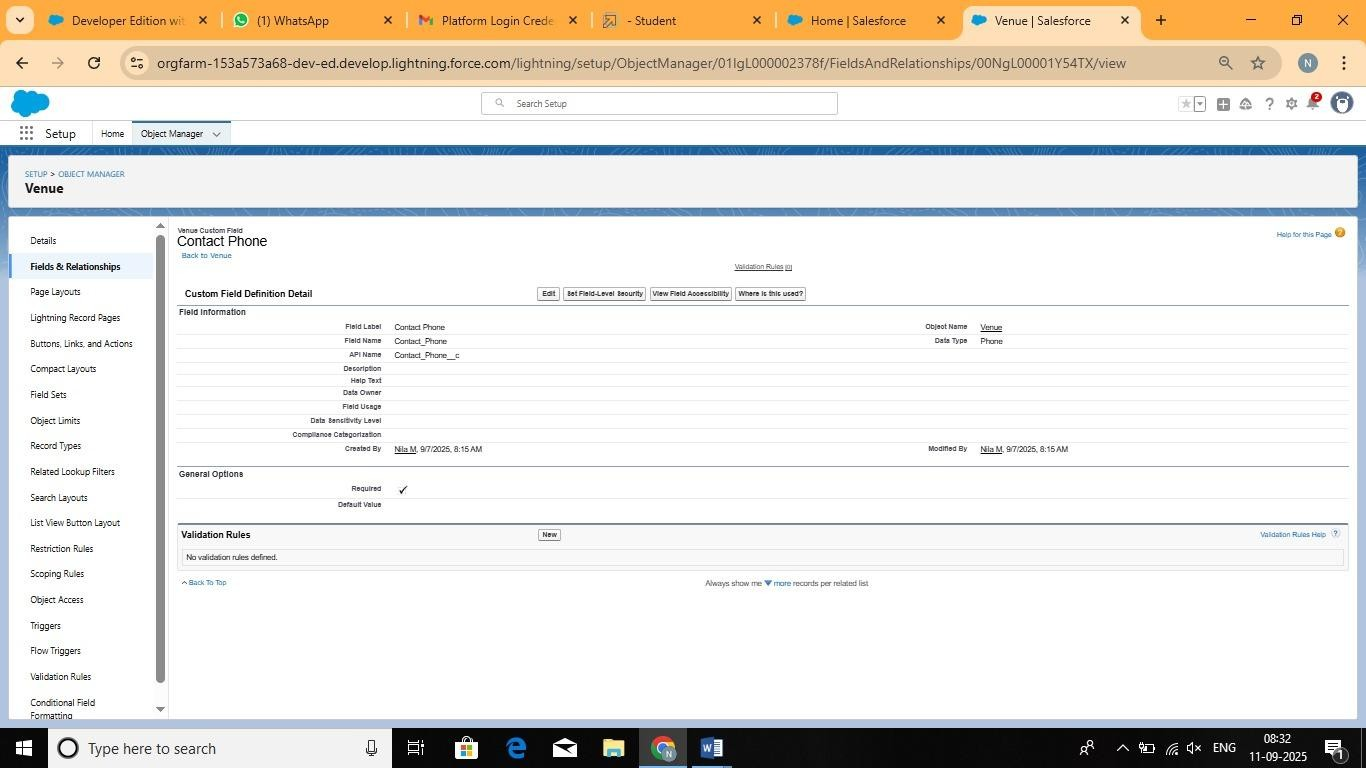 Developer Edition wit
(1) WhatsApp
Platform Login Crede
- Student
Home | Salesforce
Venue | Salesforce
orgfarm-153a573a68-dev-ed.develop.lightning.force.com/lightning/setup/ObjectManager/01IgL000002378f/FieldsAndRelationships/00NgL00001Y54TX/view
N
Search Setup
2
Setup
Home
Object Manager
SETUP > OBJECT MANAGER
Venue
Details
Fields & Relationships
Page Layouts
Lightning Record Pages
Buttons, Links, and Actions
Compact Layouts
Field Sets
Object Limits
Record Types
Related Lookup Filters
Search Layouts
List View Button Layout
Restriction Rules
Scoping Rules
Object Access
Triggers
Flow Triggers
Validation Rules
Conditional Field
Formatting
Venue Custom Field
Contact Phone
Help for this Page
Back to Venue
Validation Rules [0]
Custom Field Definition Detail
Edit
Set Field-Level Security
View Field Accessibility
Where is this used?
Field Information
Field Label Contact Phone Object Name Venue
Field Name Contact_Phone Data Type Phone
API Name Contact_Phone__c
Description
Help Text
Data Owner
Field Usage
Data Sensitivity Level
Compliance Categorization
Created By Nila M, 9/7/2025, 8:15 AM Modified By Nila M, 9/7/2025, 8:15 AM
General Options
Required
Default Value
Validation Rules
New
Validation Rules Help ?
No validation rules defined.
Back To Top
Always show me more records per related list
Type here to search
N
ENG
08:32
11-09-2025
1